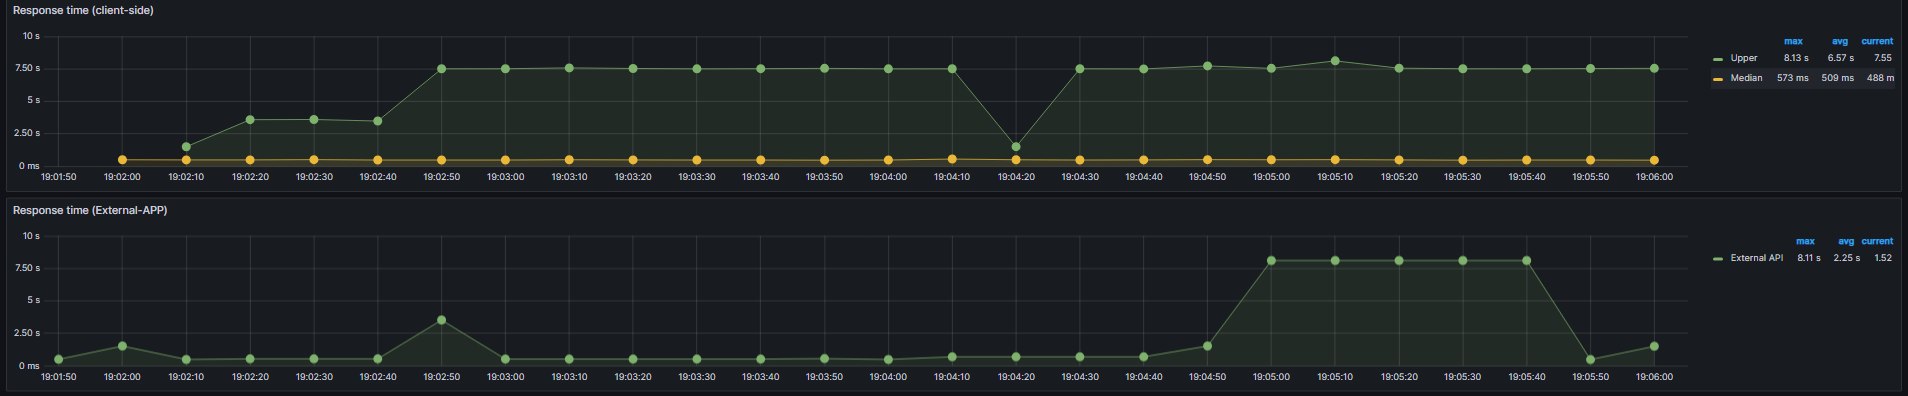 Response time (client-side)
10 s
7.50 s
5 s
2.50 s
0 ms
19:01:50 19:02:00 19:02:10 19:02:20 19:02:30 19:02:40 19:02:50 19:03:00 19:03:10 19:03:20 19:03:30 19:03:40 19:03:50 19:04:00 19:04:10 19:04:20 19:04:30 19:04:40 19:04:50 19:05:00 19:05:10 19:05:20 19:05:30 19:05:40 19:05:50 19:06:00
max avg current
Upper 8.13 s 6.57 s 7.55
Median 573 ms 509 ms 488 m
Response time (External-APP)
10 s
7.50 s
5 s
2.50 s
0 ms
19:01:50 19:02:00 19:02:10 19:02:20 19:02:30 19:02:40 19:02:50 19:03:00 19:03:10 19:03:20 19:03:30 19:03:40 19:03:50 19:04:00 19:04:10 19:04:20 19:04:30 19:04:40 19:04:50 19:05:00 19:05:10 19:05:20 19:05:30 19:05:40 19:05:50 19:06:00
max avg current
External API 8.11 s 2.25 s 1.52